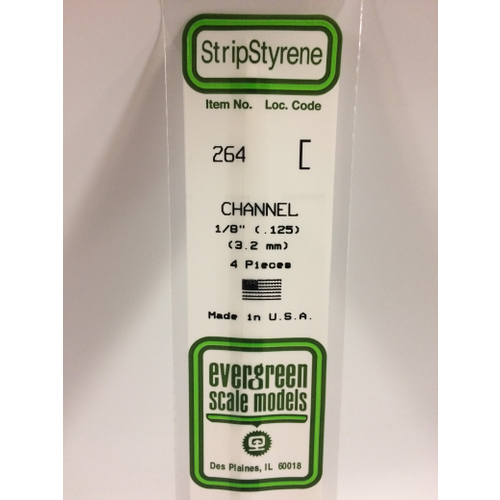 StripStyrene
Item No. Loc. Code
264 [
CHANNEL
1/8" (.125)
(3.2 mm)
4 Pieces
Made in U.S.A.
evergreen
scale models
Des Plaines, IL 60018